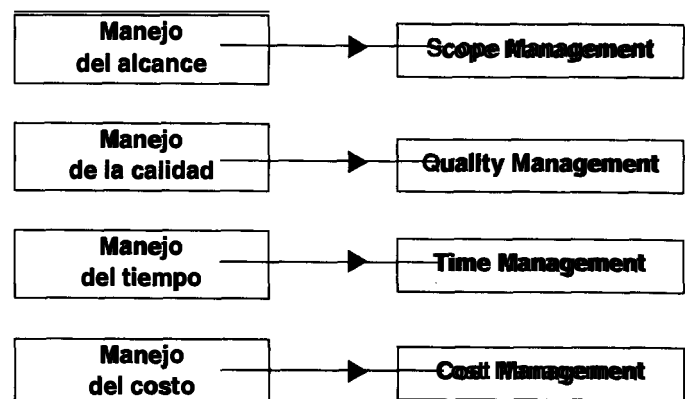 Manejo
del alcance
Scope Management
Manejo
de la calidad
Quality Management
Manejo
del tiempo
Time Management
Manejo
del costo
Cost Management